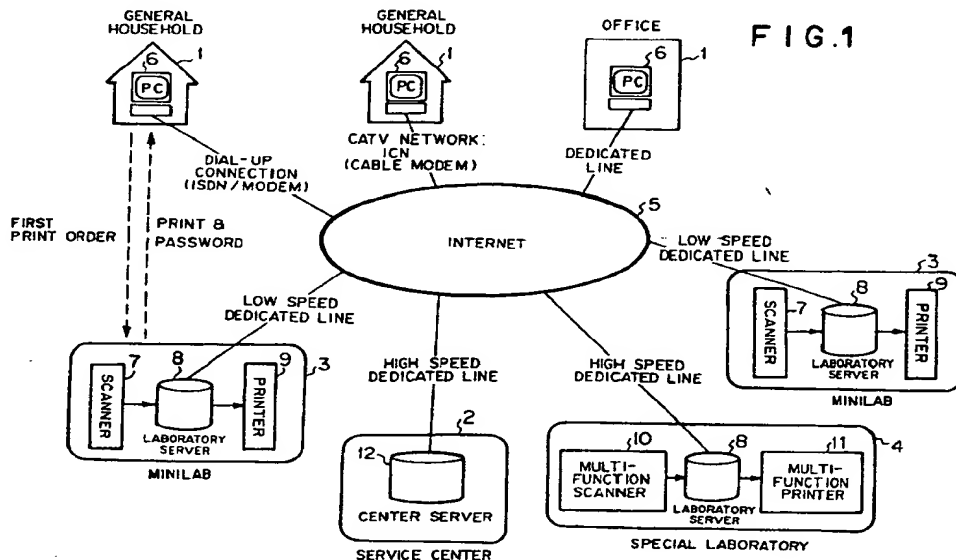 GENERAL
HOUSEHOLD
1
6
PC
GENERAL
HOUSEHOLD
1
6
PC
OFFICE
1
6
PC
FIG.1
CATV NETWORK:
ICN
(CABLE MODEM)
DEDICATED
LINE
DIAL-UP
CONNECTION
(ISDN/MODEM)
FIRST
PRINT ORDER
PRINT &
PASSWORD
5
INTERNET
LOW SPEED
DEDICATED LINE
3
7
SCANNER
8
LABORATORY
SERVER
9
PRINTER
MINILAB
LOW SPEED
DEDICATED LINE
3
7
SCANNER
8
LABORATORY
SERVER
9
PRINTER
MINILAB
HIGH SPEED
DEDICATED LINE
2
12
CENTER SERVER
SERVICE CENTER
HIGH SPEED
DEDICATED LINE
4
10
MULTI-
FUNCTION
SCANNER
8
LABORATORY
SERVER
11
MULTI-
FUNCTION
PRINTER
SPECIAL LABORATORY